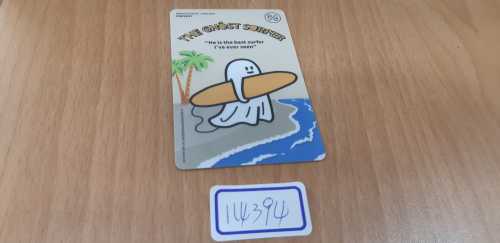 THE GHOST SURFER
"He is the best surfer
I've ever seen"
14394